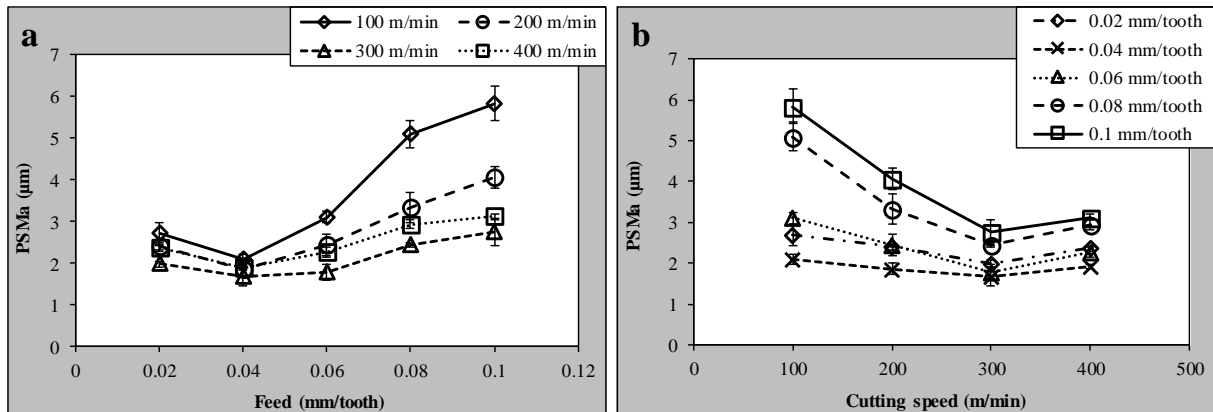 a
100 m/min 200 m/min
300 m/min 400 m/min
7
6
5
4
3
2
1
0
PSMa (µm)
0 0.02 0.04 0.06 0.08 0.1 0.12
Feed (mm/tooth)
b
0.02 mm/tooth
0.04 mm/tooth
0.06 mm/tooth
0.08 mm/tooth
0.1 mm/tooth
7
6
5
4
3
2
1
0
PSMa (µm)
0 100 200 300 400 500
Cutting speed (m/min)